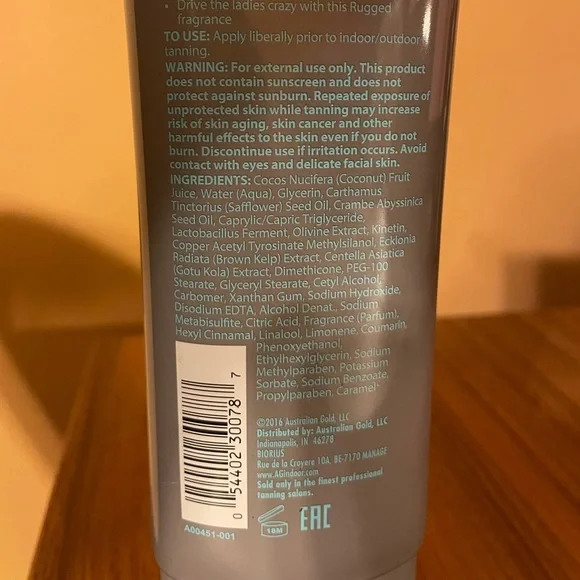 • Drive the ladies crazy with this Rugged
fragrance
TO USE: Apply liberally prior to indoor/outdoor
tanning.
WARNING: For external use only. This product
does not contain sunscreen and does not
protect against sunburn. Repeated exposure of
unprotected skin while tanning may increase
risk of skin aging, skin cancer and other
harmful effects to the skin even if you do not
burn. Discontinue use if irritation occurs. Avoid
contact with eyes and delicate facial skin.
INGREDIENTS: Cocos Nucifera (Coconut) Fruit
Juice, Water (Aqua), Glycerin, Carthamus
Tinctorius (Safflower) Seed Oil, Crambe Abyssinica
Seed Oil, Caprylic/Capric Triglyceride,
Lactobacillus Ferment, Olivine Extract, Kinetin,
Copper Acetyl Tyrosinate Methylsilanol, Ecklonia
Radiata (Brown Kelp) Extract, Centella Asiatica
(Gotu Kola) Extract, Dimethicone, PEG-100
Stearate, Glyceryl Stearate, Cetyl Alcohol,
Carbomer, Xanthan Gum, Sodium Hydroxide,
Disodium EDTA, Alcohol Denat., Sodium
Metabisulfite, Citric Acid, Fragrance (Parfum),
Hexyl Cinnamal, Linalool, Limonene, Coumarin,
Phenoxyethanol,
Ethylhexylglycerin, Sodium
Methylparaben, Potassium
Sorbate, Sodium Benzoate,
Propylparaben, Caramel
0 54402 30078 7
©2016 Australian Gold, LLC
Distributed by: Australian Gold, LLC
Indianapolis, IN 46278
BIORIUS
Rue de la Croyere 10A, BE-7170 MANAGE
www.AGindoor.com
Sold only in the finest professional
tanning salons.
A00451-001
18M
EAC